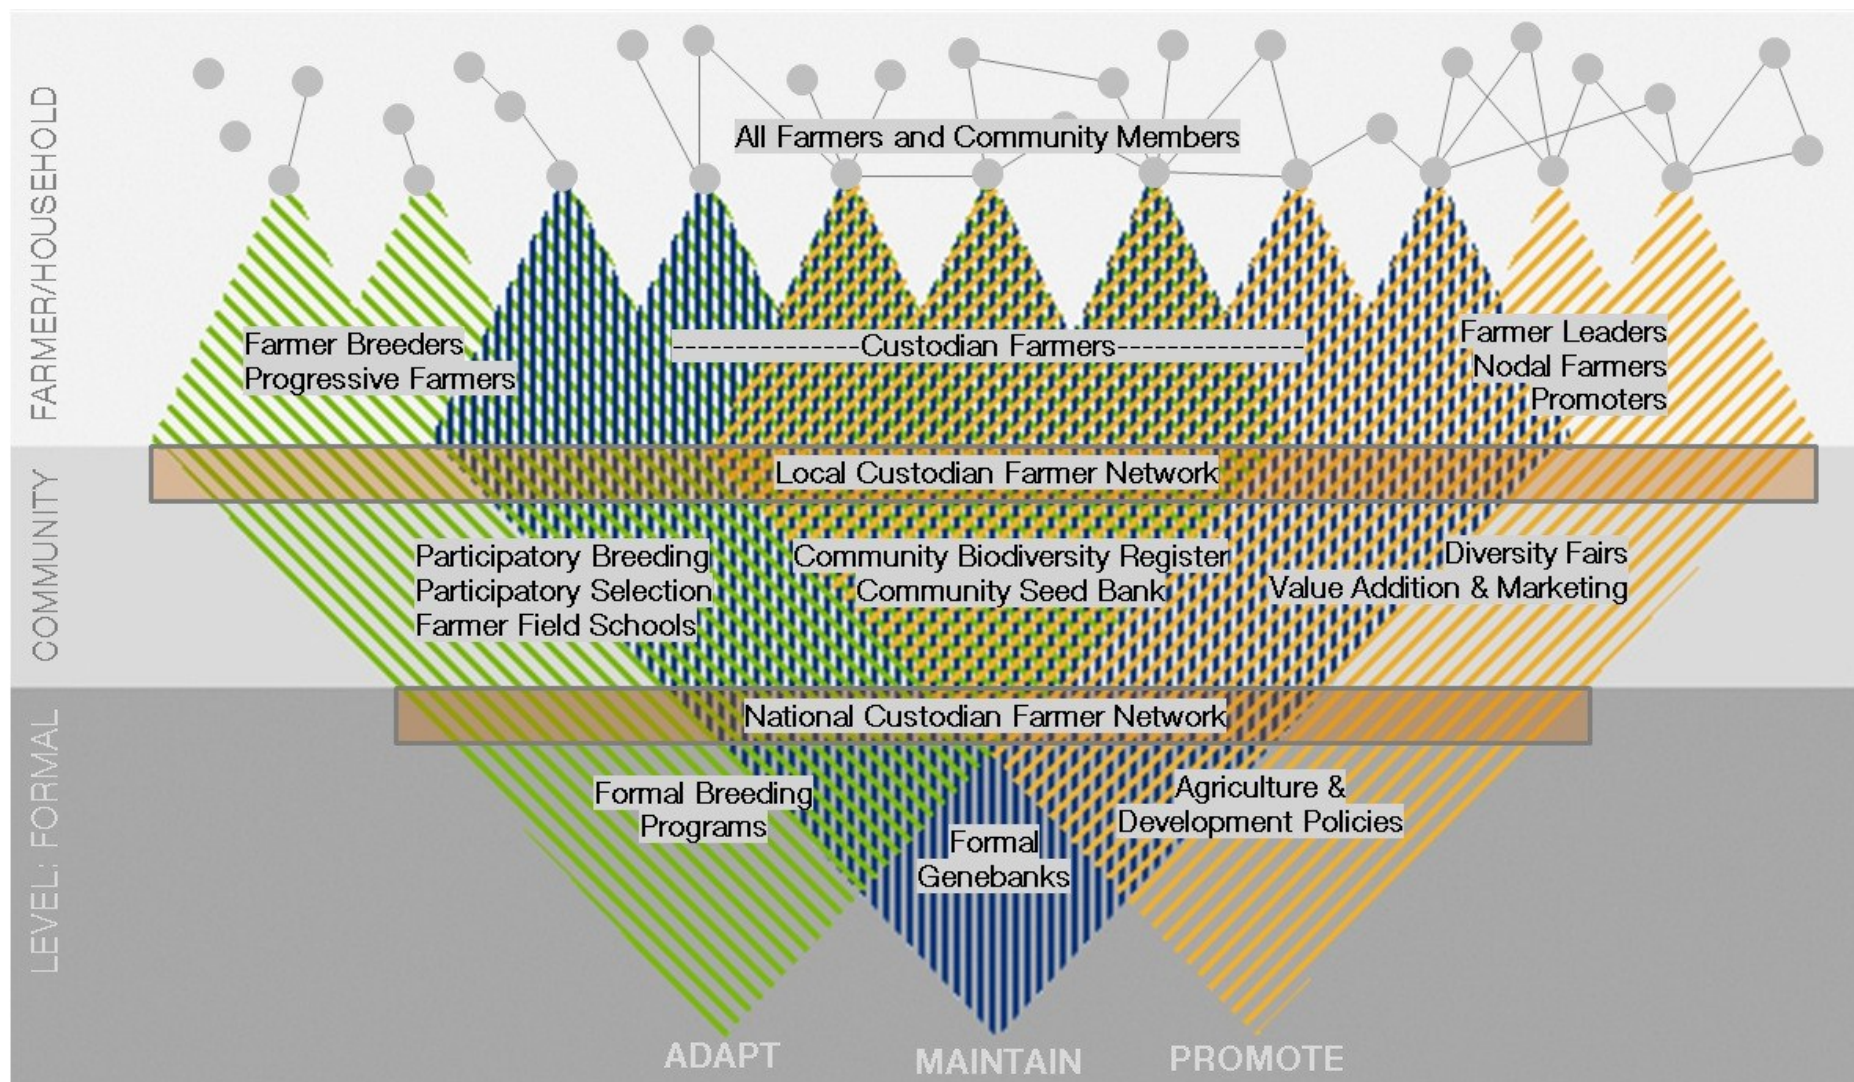 FARMER/HOUSEHOLD
All Farmers and Community Members
Farmer Breeders
Progressive Farmers
---------------Custodian Farmers---------------
Farmer Leaders
Nodal Farmers
Promoters
COMMUNITY
Local Custodian Farmer Network
Participatory Breeding
Participatory Selection
Farmer Field Schools
Community Biodiversity Register
Community Seed Bank
Diversity Fairs
Value Addition & Marketing
LEVEL: FORMAL
National Custodian Farmer Network
Formal Breeding
Programs
Formal
Genebanks
Agriculture &
Development Policies
ADAPT
MAINTAIN
PROMOTE